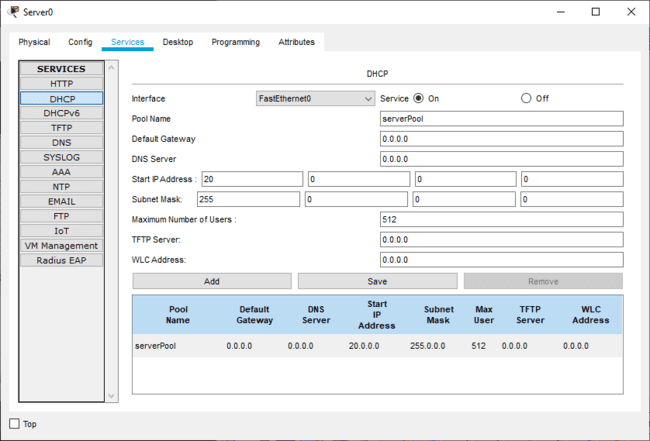 Server0
Physical Config Services Desktop Programming Attributes
SERVICES
HTTP
DHCP
DHCPv6
TFTP
DNS
SYSLOG
AAA
NTP
EMAIL
FTP
IoT
VM Management
Radius EAP
DHCP
Interface FastEthernet0 Service On Off
Pool Name serverPool
Default Gateway 0.0.0.0
DNS Server 0.0.0.0
Start IP Address : 20 0 0 0
Subnet Mask: 255 0 0 0
Maximum Number of Users : 512
TFTP Server: 0.0.0.0
WLC Address: 0.0.0.0
Add Save Remove
Pool Name Default Gateway DNS Server Start IP Address Subnet Mask Max User TFTP Server WLC Address
serverPool 0.0.0.0 0.0.0.0 20.0.0.0 255.0.0.0 512 0.0.0.0 0.0.0.0
Top